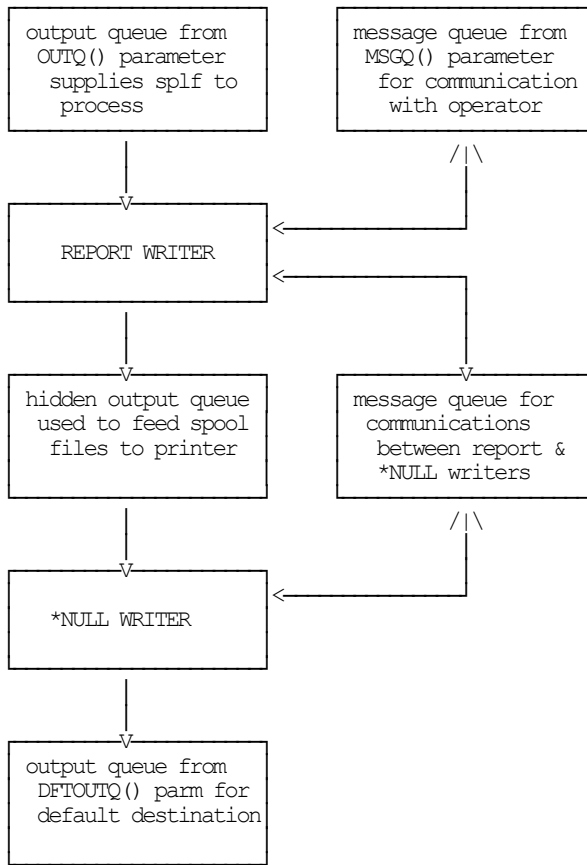 output queue from
OUTQ() parameter
supplies splf to
process
message queue from
MSGQ() parameter
for communication
with operator
REPORT WRITER
hidden output queue
used to feed spool
files to printer
message queue for
communications
between report &
*NULL writers
*NULL WRITER
output queue from
DFTOUTQ() parm for
default destination